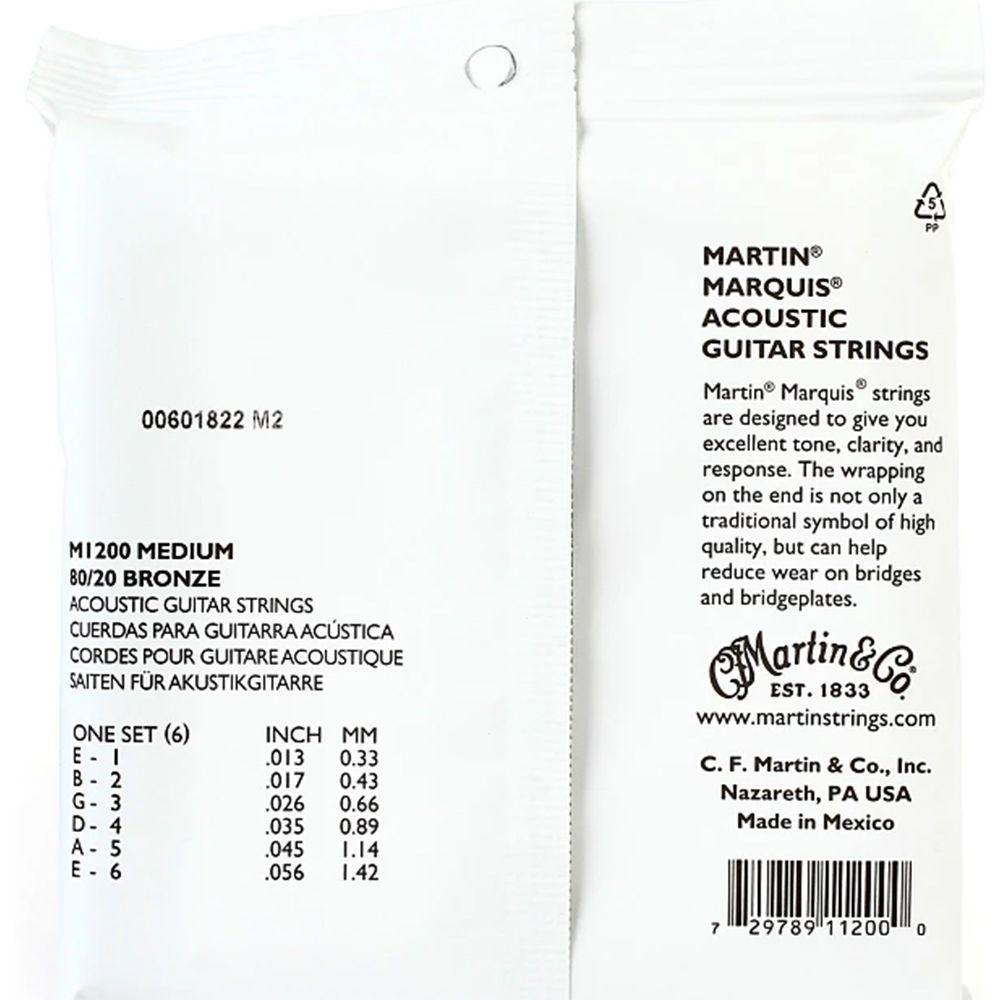 00601822 M2
M1200 MEDIUM
80/20 BRONZE
ACOUSTIC GUITAR STRINGS
CUERDAS PARA GUITARRA ACÚSTICA
CORDES POUR GUITARE ACOUSTIQUE
SAITEN FÜR AKUSTIKGITARRE
ONE SET (6) INCH MM
E - 1 .013 0.33
B - 2 .017 0.43
G - 3 .026 0.66
D - 4 .035 0.89
A - 5 .045 1.14
E - 6 .056 1.42
5
PP
MARTIN®
MARQUIS®
ACOUSTIC
GUITAR STRINGS
Martin® Marquis® strings
are designed to give you
excellent tone, clarity, and
response. The wrapping
on the end is not only a
traditional symbol of high
quality, but can help
reduce wear on bridges
and bridgeplates.
CF Martin & Co®
EST. 1833
www.martinstrings.com
C. F. Martin & Co., Inc.
Nazareth, PA USA
Made in Mexico
7 29789 11200 0